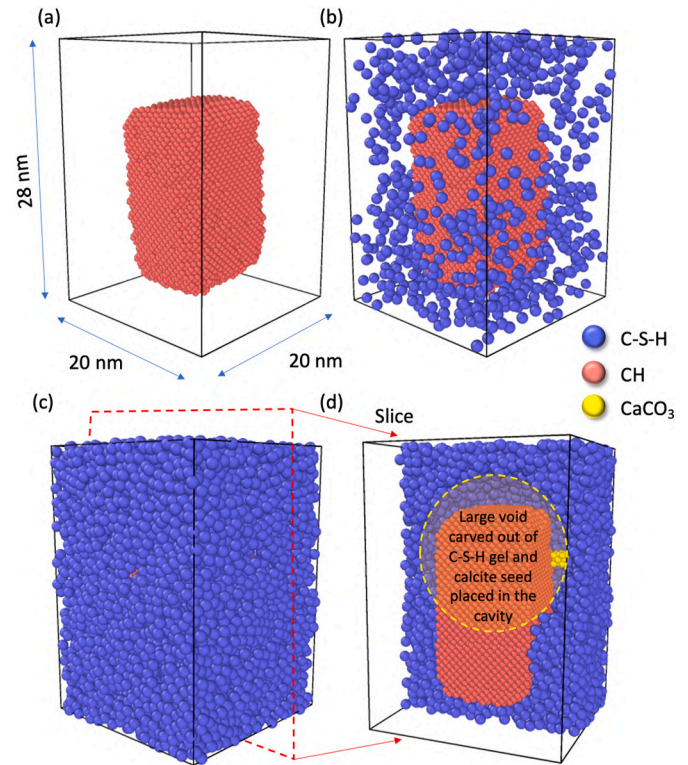 (a)
(b)
28 nm
20 nm
20 nm
C-S-H
CH
CaCO₃
(c)
(d)
Slice
Large void
carved out of
C-S-H gel and
calcite seed
placed in the
cavity